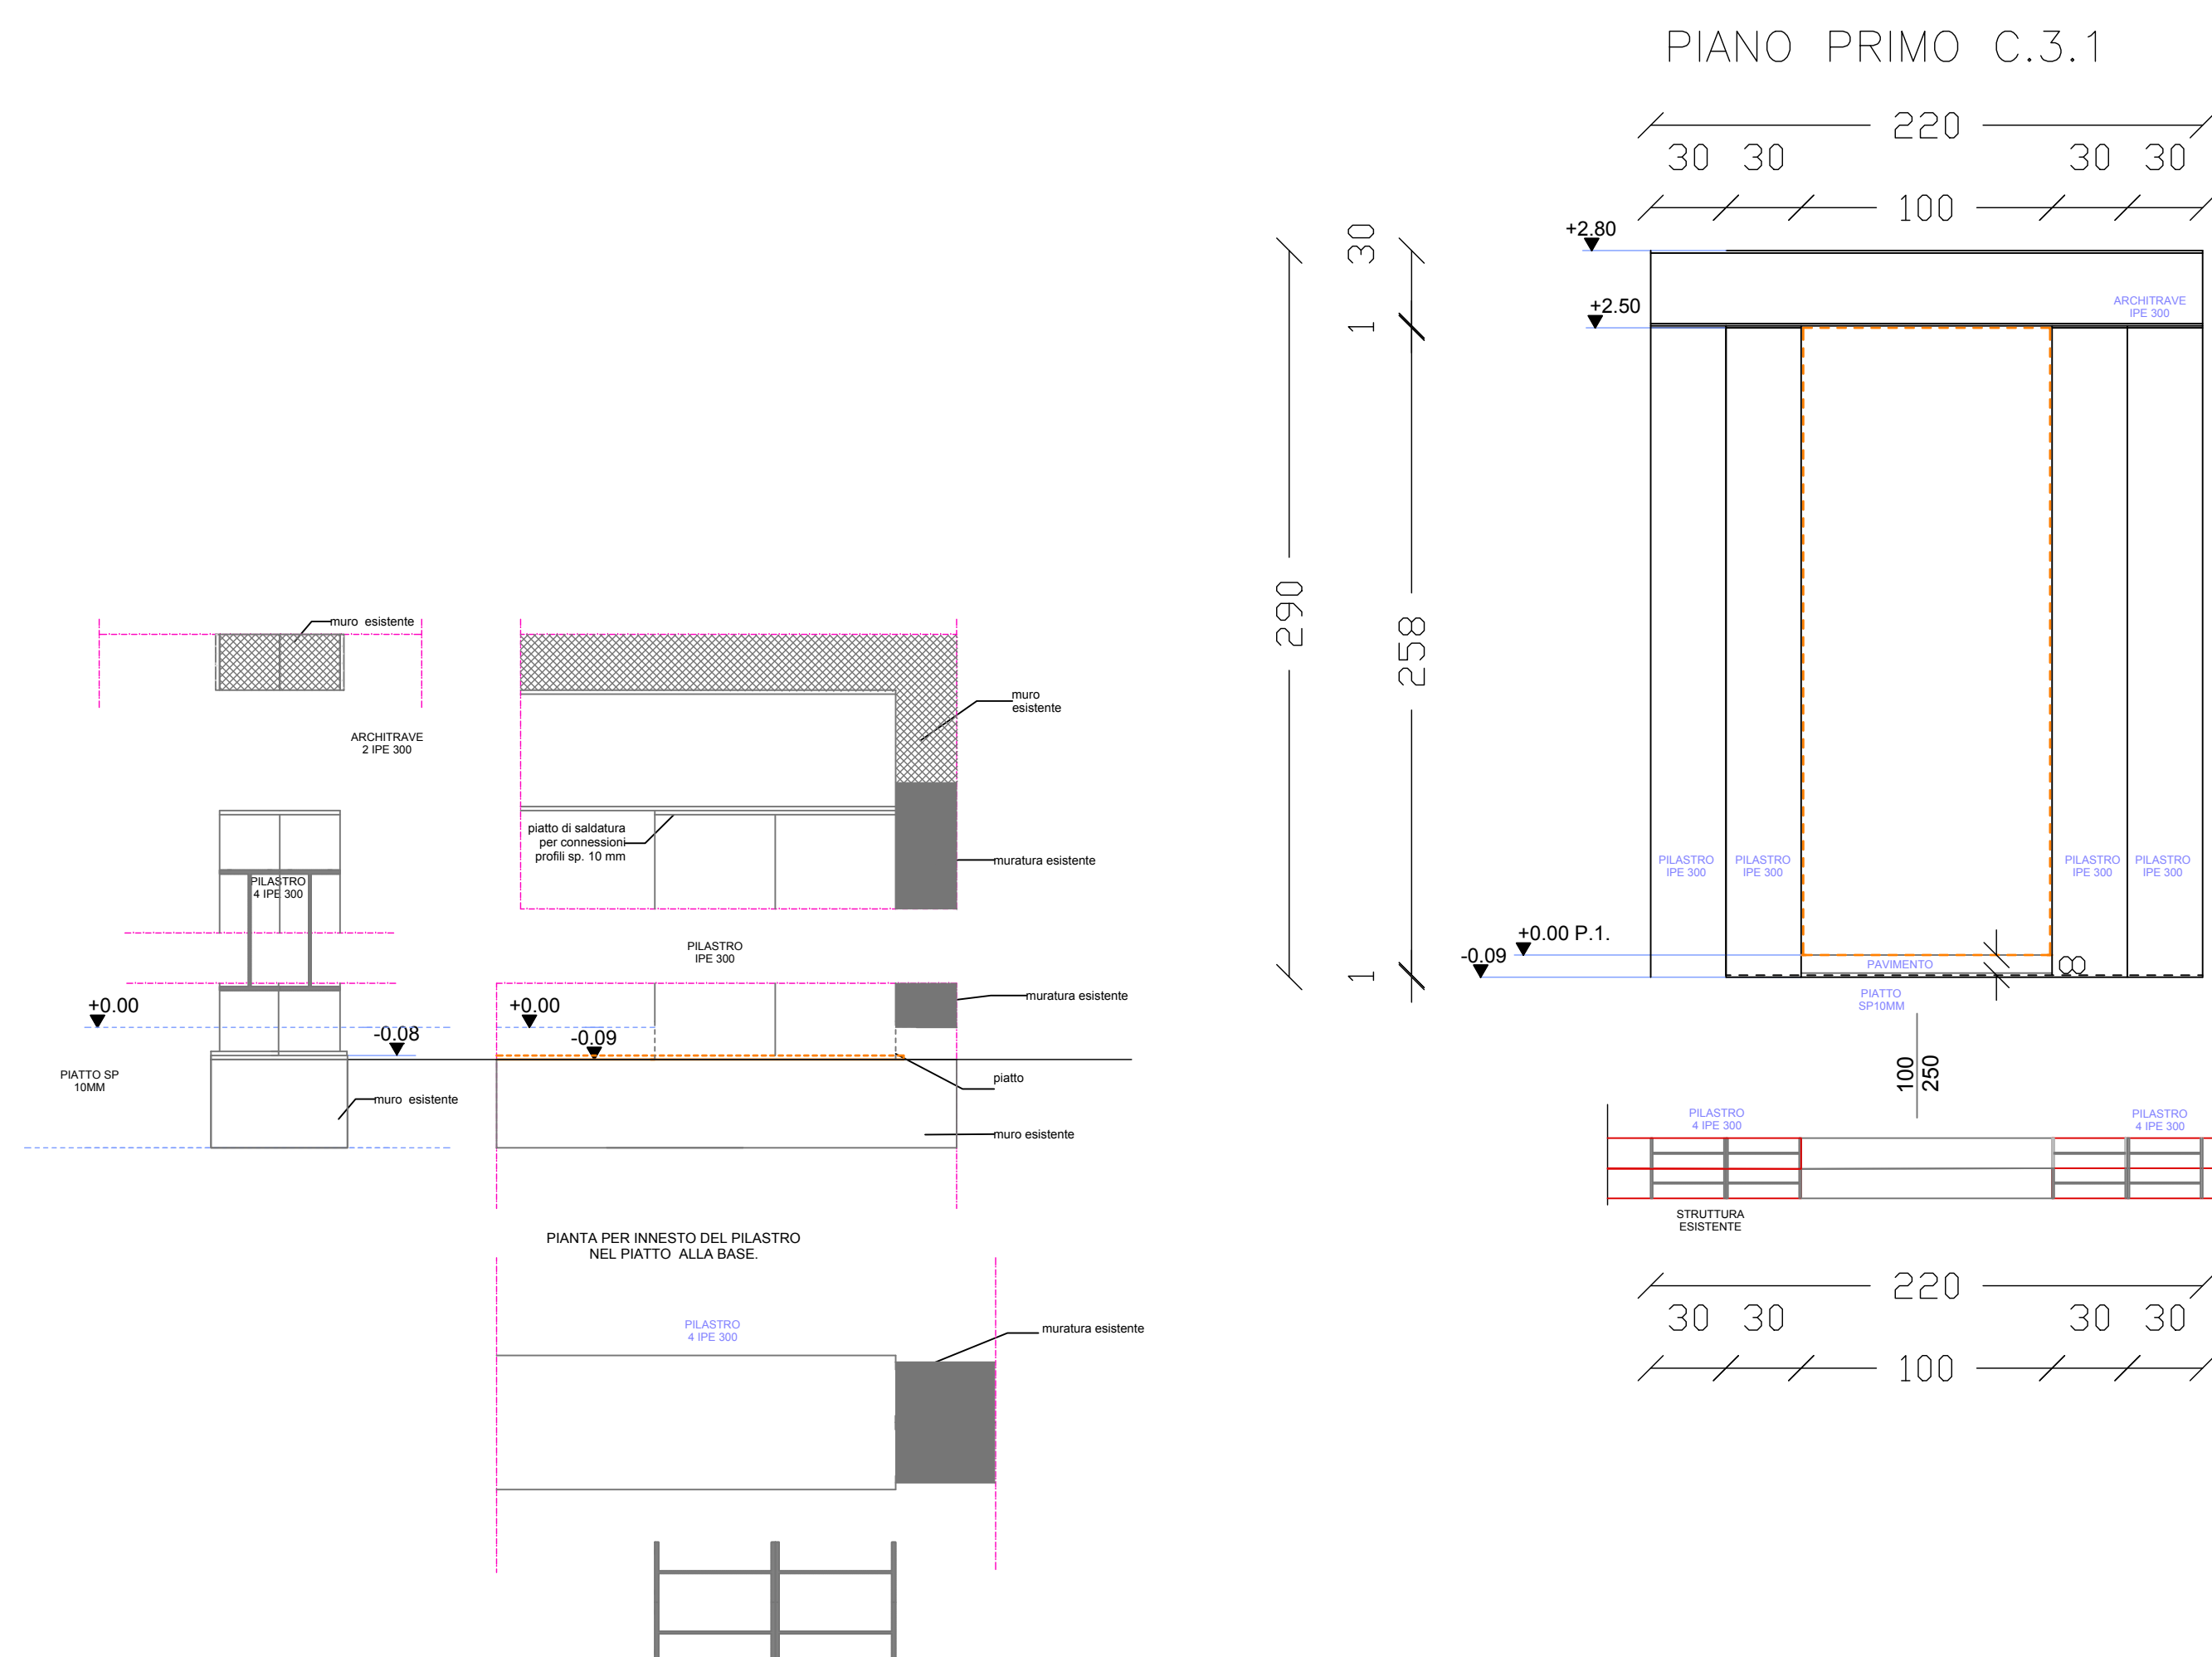 PIANO PRIMO C.3.1
220
30 30 30 30
100
+2.80
30
+2.50
1
ARCHITRAVE
IPE 300
290
258
muro esistente
muro
esistente
ARCHITRAVE
2 IPE 300
piatto di saldatura
per connessioni
profili sp. 10 mm
muratura esistente
PILASTRO
4 IPE 300
PILASTRO
IPE 300
PILASTRO
IPE 300
PILASTRO
IPE 300
PILASTRO
IPE 300
PILASTRO
IPE 300
+0.00 P.1.
-0.09
1
PAVIMENTO
8
PIATTO
SP10MM
muratura esistente
+0.00
-0.08
+0.00
-0.09
PIATTO SP
10MM
muro esistente
piatto
muro esistente
100
250
PILASTRO
4 IPE 300
PILASTRO
4 IPE 300
STRUTTURA
ESISTENTE
PIANTA PER INNESTO DEL PILASTRO
NEL PIATTO ALLA BASE.
220
30 30 30 30
100
PILASTRO
4 IPE 300
muratura esistente